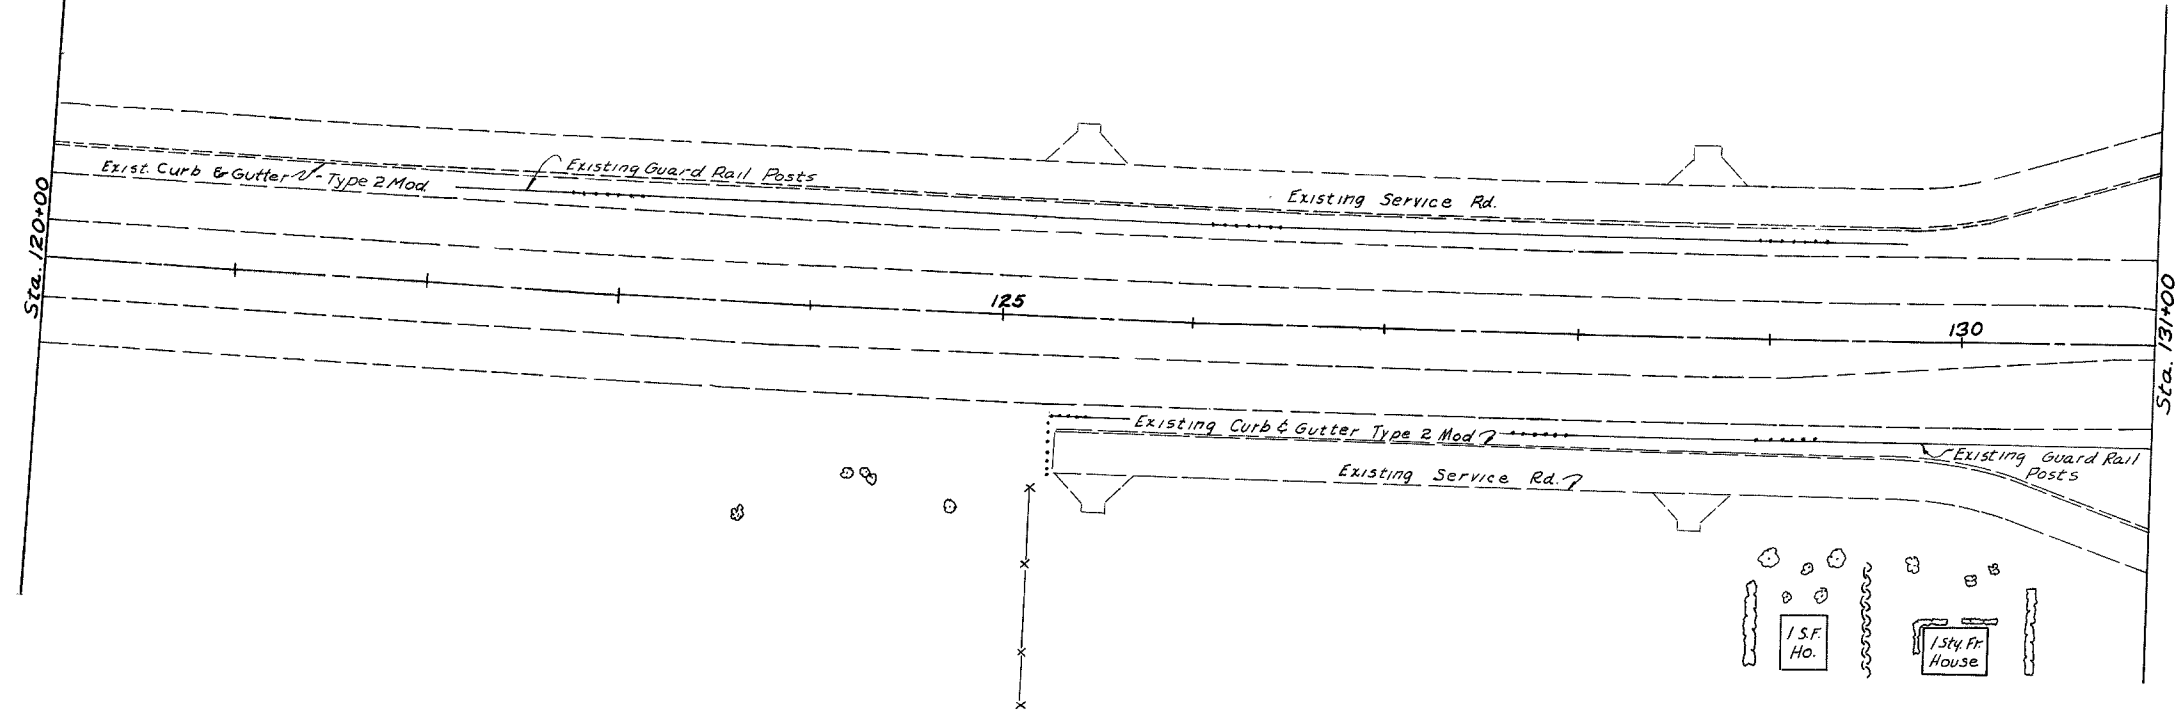 Exist. Curb & Gutter - Type 2 Mod.
Existing Guard Rail Posts
Existing Service Rd.
Sta. 120+00
125
130
Sta. 131+00
Existing Curb & Gutter Type 2 Mod
Existing Guard Rail
Posts
Existing Service Rd.
1 S.F.
Ho.
1 Sty. Fr.
House